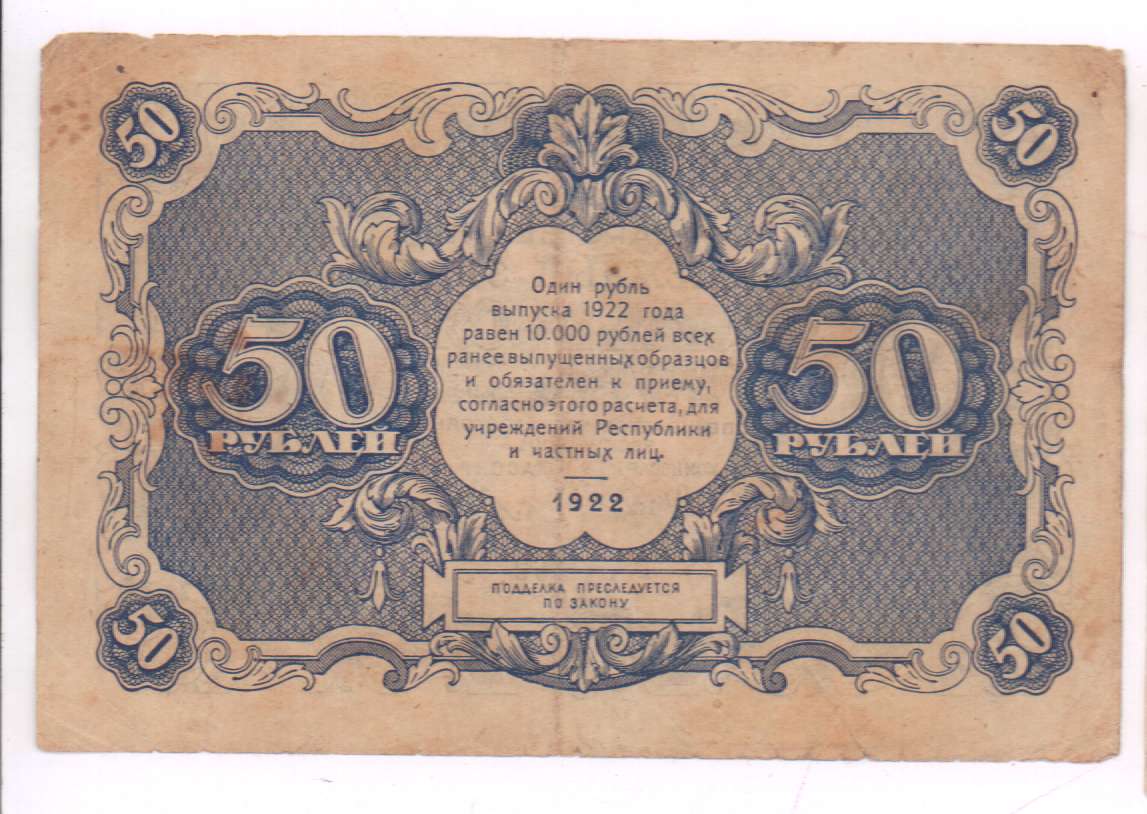 50
50
Один рубль
выпуска 1922 года
равен 10.000 рублей всех
ранее выпущенных образцов
и обязателен к приему,
согласно этого расчета, для
учреждений Республики
и частных лиц.
1922
50
РУБЛЕЙ
50
РУБЛЕЙ
ПОДДЕЛКА ПРЕСЛЕДУЕТСЯ
ПО ЗАКОНУ
50
50